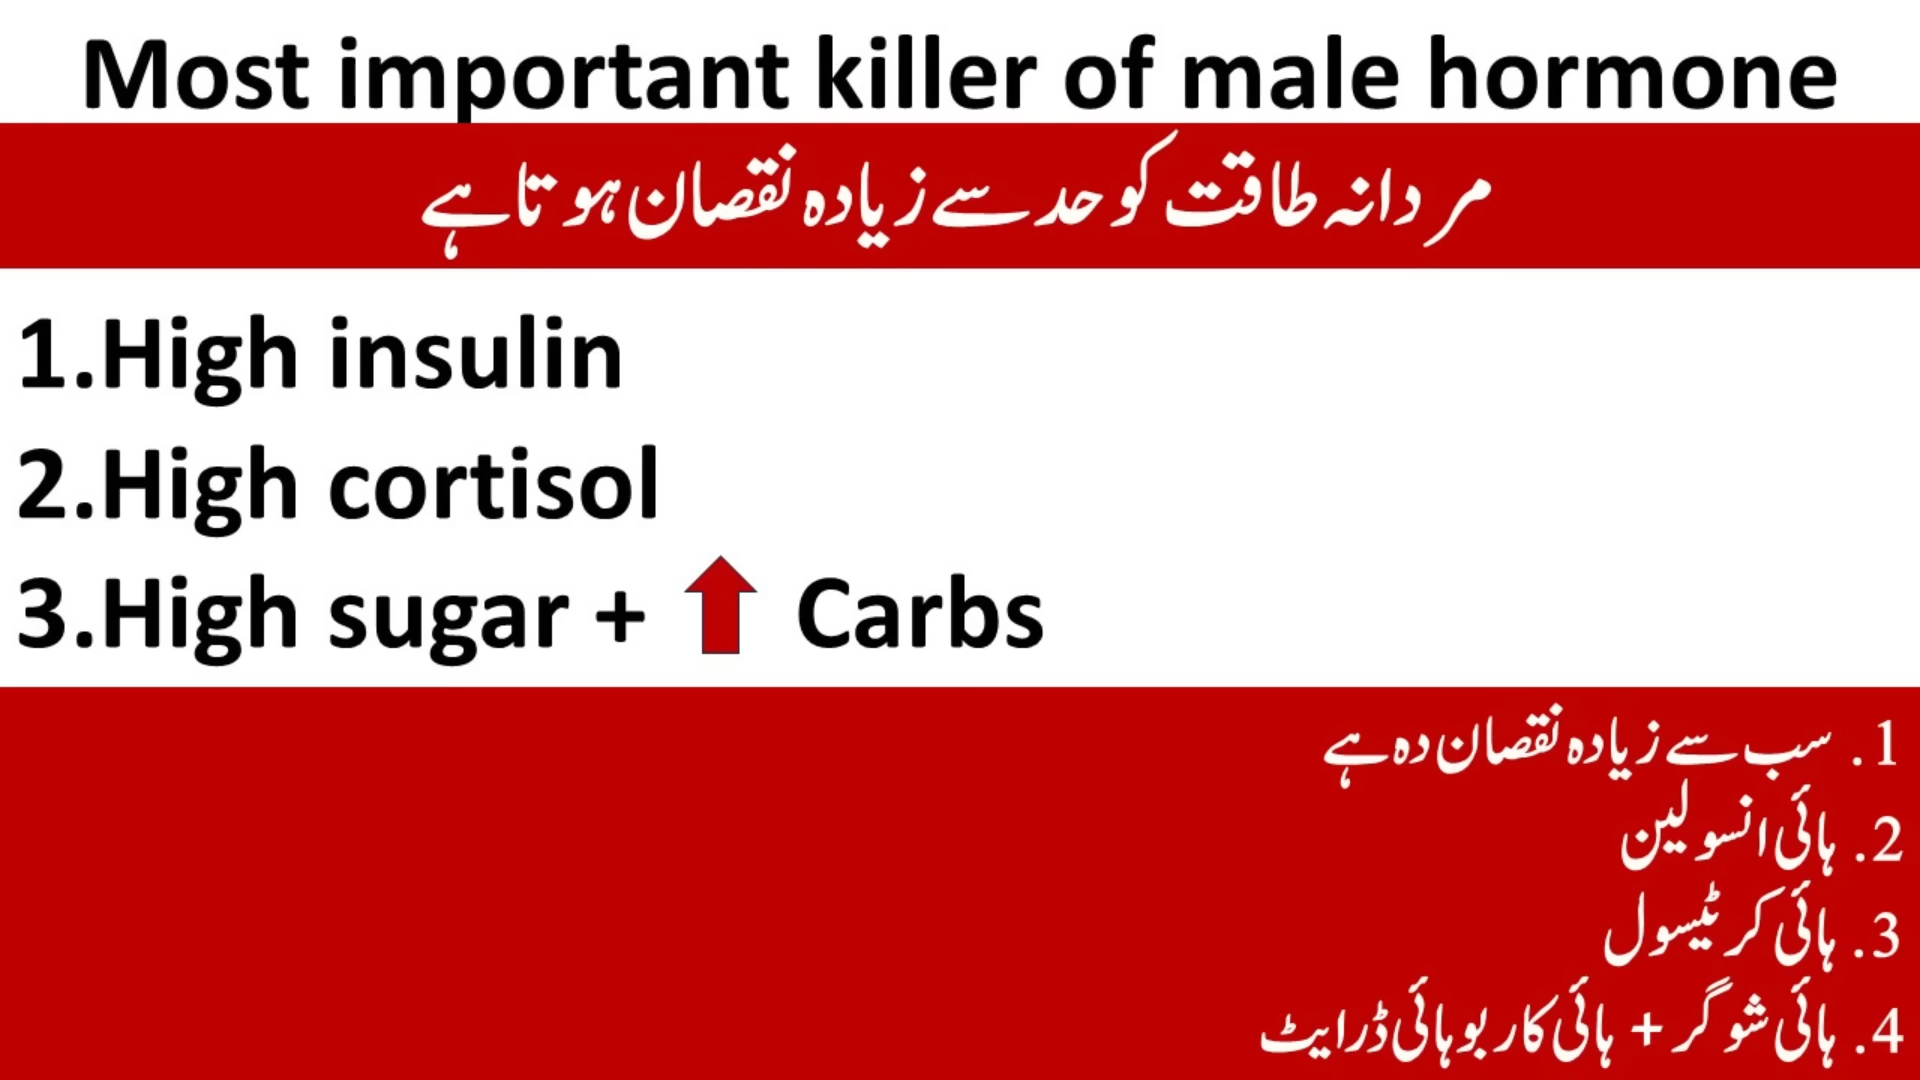 Most important killer of male hormone
مردانہ طاقت کو حد سے زیادہ نقصان ہوتا ہے
1.High insulin
2.High cortisol
3.High sugar + ⬆ Carbs
1. سب سے زیادہ نقصان دہ ہے
2. ہائی انسولین
3. ہائی کرٹیسول
4. ہائی شوگر + ہائی کاربوہائی ڈرایٹ